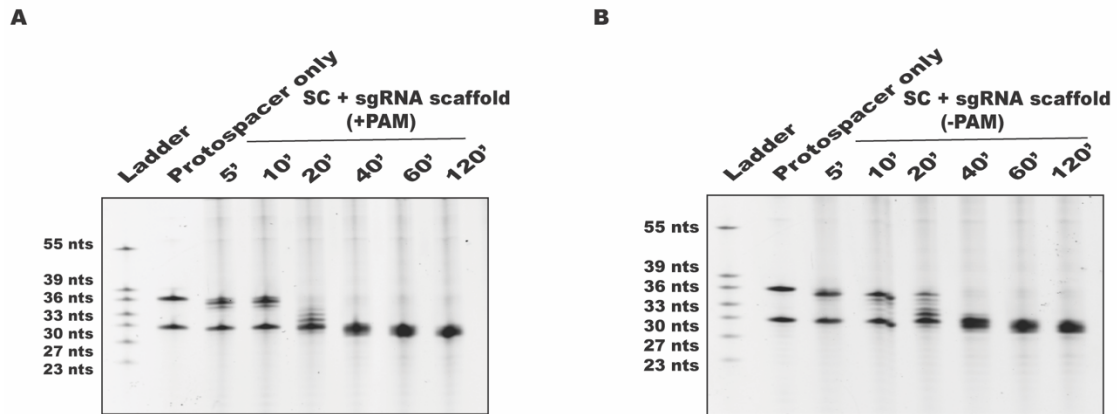 A
Ladder
Protospacer only
SC + sgRNA scaffold
(+PAM)
5’
10’
20’
40’
60’
120’
55 nts
39 nts
36 nts
33 nts
30 nts
27 nts
23 nts
B
Ladder
Protospacer only
SC + sgRNA scaffold
(-PAM)
5’
10’
20’
40’
60’
120’
55 nts
39 nts
36 nts
33 nts
30 nts
27 nts
23 nts